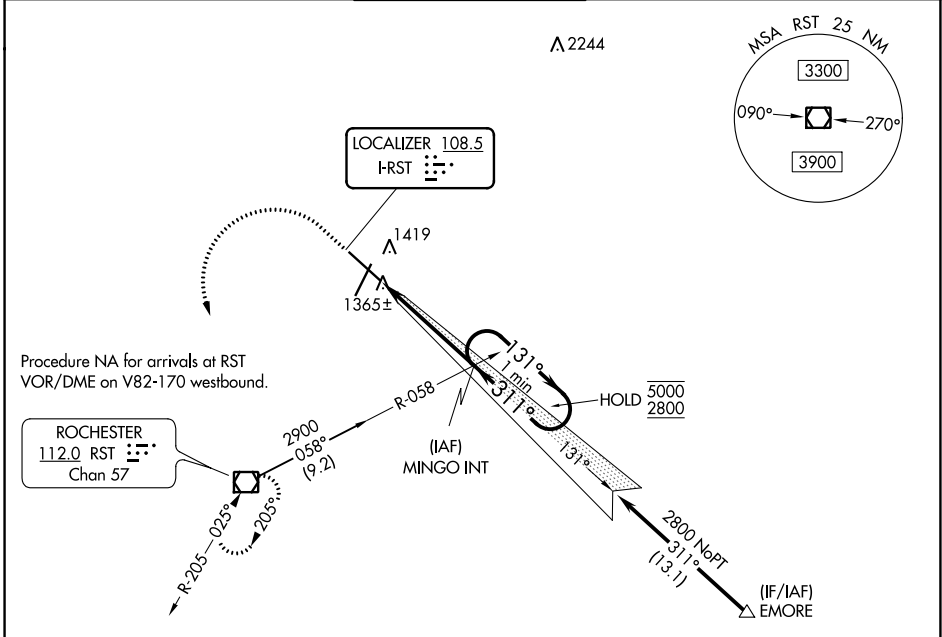 2244
MSA RST 25 NM
3300
090°
270°
3900
LOCALIZER 108.5
I-RST
1419
1365±
Procedure NA for arrivals at RST
VOR/DME on V82-170 westbound.
131°
1 min
311°
HOLD
5000
2800
R-058
2900
058°
(9.2)
(IAF)
MINGO INT
131°
ROCHESTER
112.0 RST
Chan 57
025°
205°
R-205
2800 NoPT
311°
(13.1)
(IF/IAF)
EMORE